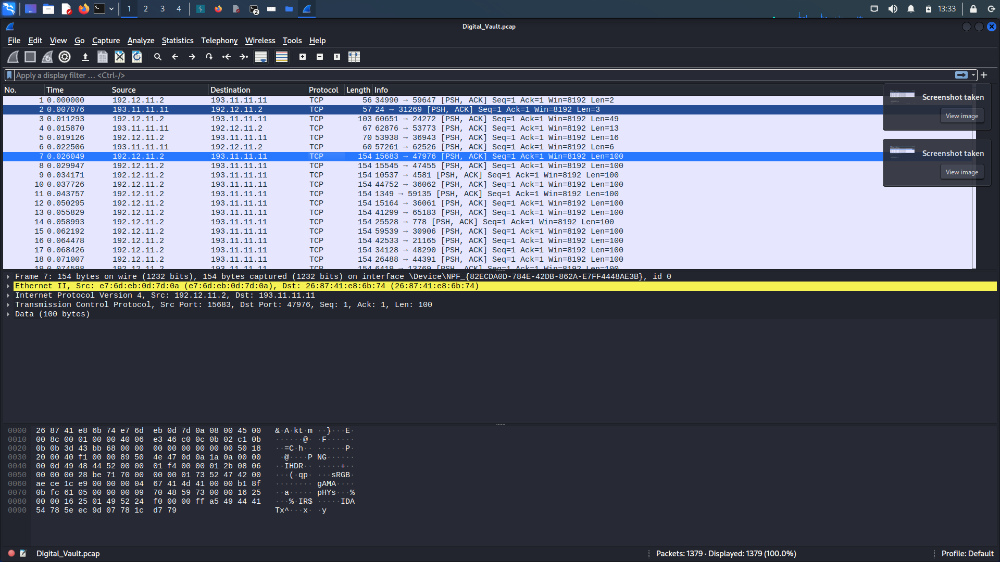 1 2 3 4 2 13:33
Digital_Vault.pcap
File Edit View Go Capture Analyze Statistics Telephony Wireless Tools Help
Apply a display filter … <Ctrl-/>
No. Time Source Destination Protocol Length Info
1 0.000000 192.12.11.2 193.11.11.11 TCP 56 34990 → 59647 [PSH, ACK] Seq=1 Ack=1 Win=8192 Len=2
2 0.007076 193.11.11.11 192.12.11.2 TCP 57 24 → 31269 [PSH, ACK] Seq=1 Ack=1 Win=8192 Len=3
3 0.011293 192.12.11.2 193.11.11.11 TCP 103 60651 → 24272 [PSH, ACK] Seq=1 Ack=1 Win=8192 Len=49
4 0.015870 193.11.11.11 192.12.11.2 TCP 67 62876 → 53773 [PSH, ACK] Seq=1 Ack=1 Win=8192 Len=13
5 0.019126 192.12.11.2 193.11.11.11 TCP 70 53938 → 36943 [PSH, ACK] Seq=1 Ack=1 Win=8192 Len=16
6 0.022506 193.11.11.11 192.12.11.2 TCP 60 57261 → 62526 [PSH, ACK] Seq=1 Ack=1 Win=8192 Len=6
7 0.026049 192.12.11.2 193.11.11.11 TCP 154 15683 → 47976 [PSH, ACK] Seq=1 Ack=1 Win=8192 Len=100
8 0.029947 192.12.11.2 193.11.11.11 TCP 154 15545 → 47455 [PSH, ACK] Seq=1 Ack=1 Win=8192 Len=100
9 0.034171 192.12.11.2 193.11.11.11 TCP 154 10537 → 4581 [PSH, ACK] Seq=1 Ack=1 Win=8192 Len=100
10 0.037726 192.12.11.2 193.11.11.11 TCP 154 44752 → 36062 [PSH, ACK] Seq=1 Ack=1 Win=8192 Len=100
11 0.043757 192.12.11.2 193.11.11.11 TCP 154 1349 → 59135 [PSH, ACK] Seq=1 Ack=1 Win=8192 Len=100
12 0.050295 192.12.11.2 193.11.11.11 TCP 154 15164 → 36061 [PSH, ACK] Seq=1 Ack=1 Win=8192 Len=100
13 0.055829 192.12.11.2 193.11.11.11 TCP 154 41299 → 65183 [PSH, ACK] Seq=1 Ack=1 Win=8192 Len=100
14 0.058993 192.12.11.2 193.11.11.11 TCP 154 25528 → 778 [PSH, ACK] Seq=1 Ack=1 Win=8192 Len=100
15 0.062192 192.12.11.2 193.11.11.11 TCP 154 59539 → 30906 [PSH, ACK] Seq=1 Ack=1 Win=8192 Len=100
16 0.064478 192.12.11.2 193.11.11.11 TCP 154 42533 → 21165 [PSH, ACK] Seq=1 Ack=1 Win=8192 Len=100
17 0.068426 192.12.11.2 193.11.11.11 TCP 154 34128 → 48290 [PSH, ACK] Seq=1 Ack=1 Win=8192 Len=100
18 0.071007 192.12.11.2 193.11.11.11 TCP 154 26488 → 44391 [PSH, ACK] Seq=1 Ack=1 Win=8192 Len=100
19 0.074598 192.12.11.2 193.11.11.11 TCP 154 6419 → 13769 [PSH, ACK] Seq=1 Ack=1 Win=8192 Len=100
Screenshot taken
View image
Screenshot taken
View image
Frame 7: 154 bytes on wire (1232 bits), 154 bytes captured (1232 bits) on interface \Device\NPF_{82ECDA0D-784E-42DB-862A-E7FF4448AE3B}, id 0
Ethernet II, Src: e7:6d:eb:0d:7d:0a (e7:6d:eb:0d:7d:0a), Dst: 26:87:41:e8:6b:74 (26:87:41:e8:6b:74)
Internet Protocol Version 4, Src: 192.12.11.2, Dst: 193.11.11.11
Transmission Control Protocol, Src Port: 15683, Dst Port: 47976, Seq: 1, Ack: 1, Len: 100
Data (100 bytes)
0000 26 87 41 e8 6b 74 e7 6d eb 0d 7d 0a 08 00 45 00 &·A·kt·m ··}···E·
0010 00 8c 00 01 00 00 40 06 e3 46 c0 0c 0b 02 c1 0b ······@· ·F······
0020 0b 0b 3d 43 bb 68 00 00 00 00 00 00 00 00 50 18 ··=C·h·· ······P·
0030 20 00 40 f1 00 00 89 50 4e 47 0d 0a 1a 0a 00 00 ·@····P NG······
0040 00 0d 49 48 44 52 00 00 01 f4 00 00 01 2b 08 06 ··IHDR·· ·····+··
0050 00 00 00 28 be 71 70 00 00 00 01 73 52 47 42 00 ···(·qp· ···sRGB·
0060 ae ce 1c e9 00 00 00 04 67 41 4d 41 00 00 b1 8f ········ gAMA····
0070 0b fc 61 05 00 00 00 09 70 48 59 73 00 00 16 25 ··a····· pHYs···%
0080 00 00 16 25 01 49 52 24 f0 00 00 ff a5 49 44 41 ···%·IR$ ·····IDA
0090 54 78 5e ec 9d 07 78 1c d7 79 Tx^···x· ·y
Digital_Vault.pcap
Packets: 1379 · Displayed: 1379 (100.0%)
Profile: Default